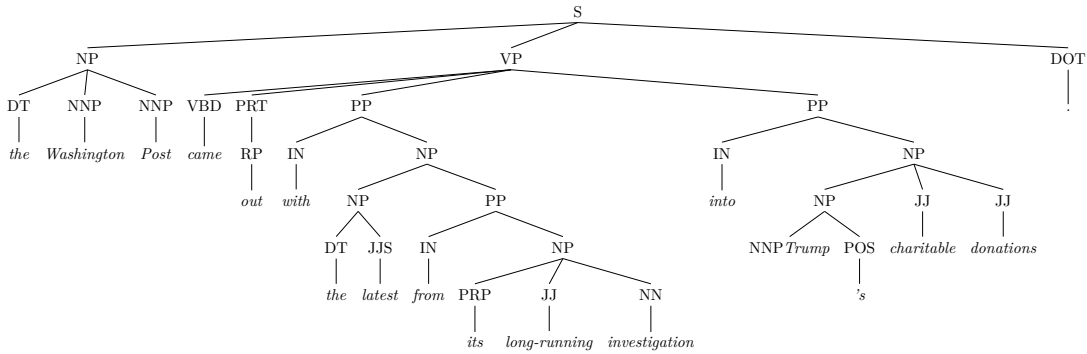 S
NP VP DOT
DT NNP NNP VBD PRT PP PP .
the Washington Post came RP IN NP IN NP
out with NP PP into NP JJ JJ
DT JJS IN NP NNP Trump POS charitable donations
the latest from PRP JJ NN 's
its long-running investigation